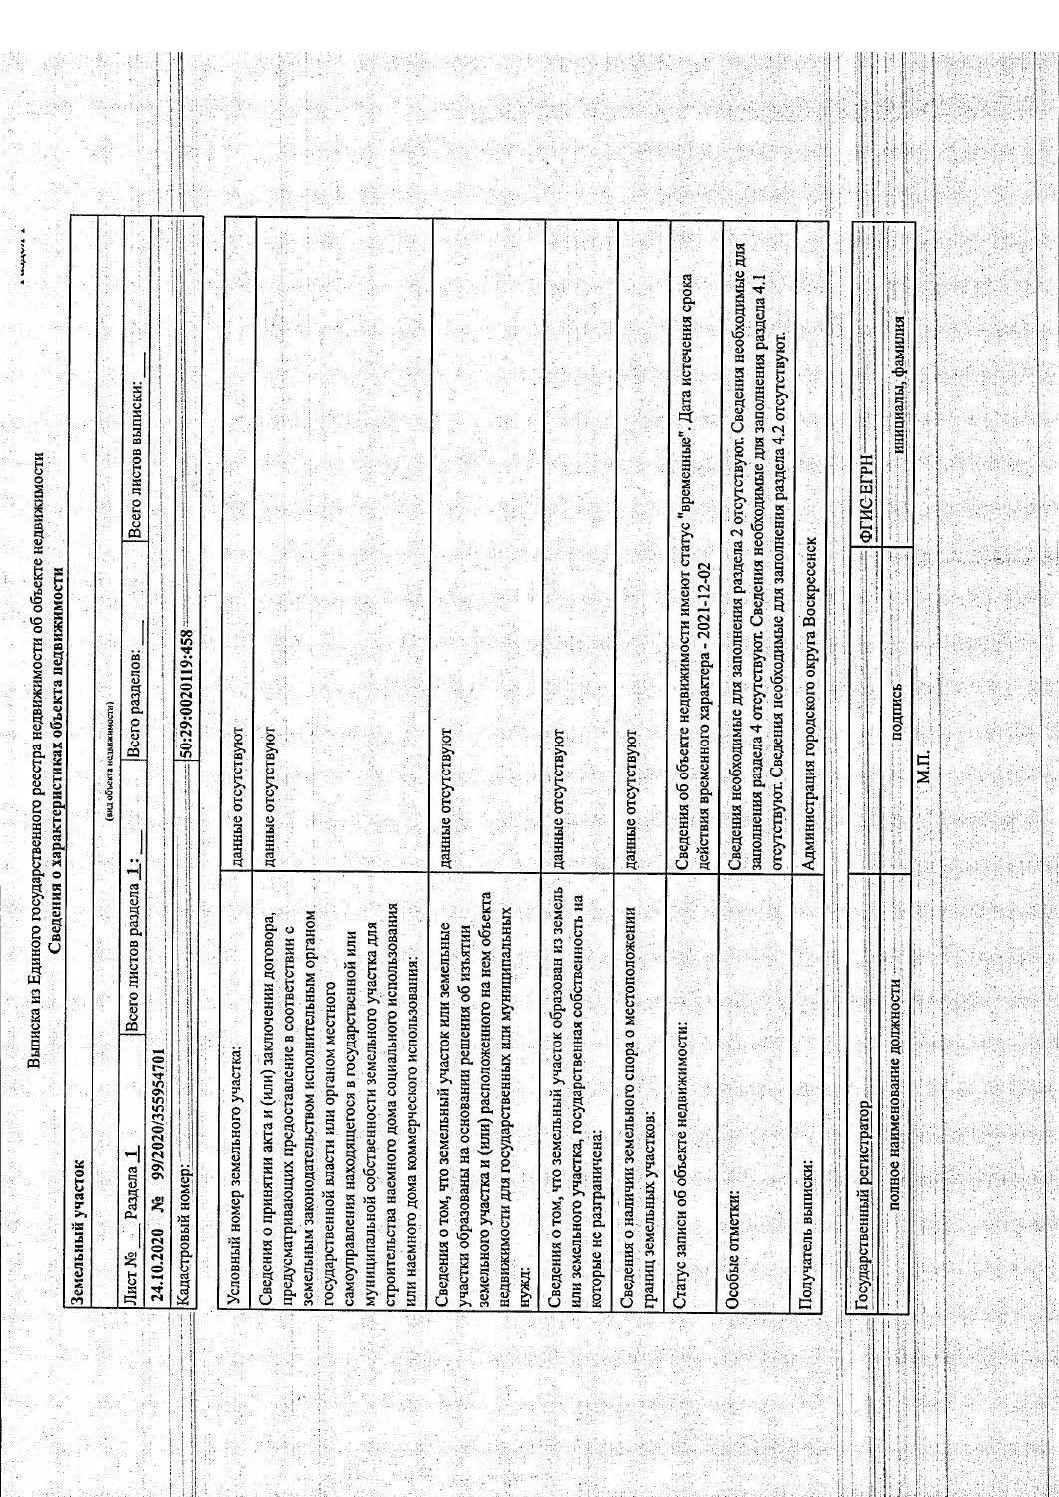 Выписка из Единого государственного реестра недвижимости об объекте недвижимости
Сведения о характеристиках объекта недвижимости
Земельный участок
(вид объекта недвижимости)
Лист № ___ Раздела 1
Всего листов раздела 1 : ___
Всего разделов: ___
Всего листов выписки: ___
24.10.2020 № 99/2020/355954701
Кадастровый номер:
50:29:0020119:458
Условный номер земельного участка:
данные отсутствуют
Сведения о принятии акта и (или) заключении договора,
предусматривающих предоставление в соответствии с
земельным законодательством исполнительным органом
государственной власти или органом местного
самоуправления находящегося в государственной или
муниципальной собственности земельного участка для
строительства наемного дома социального использования
или наемного дома коммерческого использования:
данные отсутствуют
Сведения о том, что земельный участок или земельные
участки образованы на основании решения об изъятии
земельного участка и (или) расположенного на нем объекта
недвижимости для государственных или муниципальных
нужд:
данные отсутствуют
Сведения о том, что земельный участок образован из земель
или земельного участка, государственная собственность на
которые не разграничена:
данные отсутствуют
Сведения о наличии земельного спора о местоположении
границ земельных участков:
данные отсутствуют
Статус записи об объекте недвижимости:
Сведения об объекте недвижимости имеют статус "временные". Дата истечения срока
действия временного характера - 2021-12-02
Особые отметки:
Сведения необходимые для заполнения раздела 2 отсутствуют. Сведения необходимые для
заполнения раздела 4 отсутствуют. Сведения необходимые для заполнения раздела 4.1
отсутствуют. Сведения необходимые для заполнения раздела 4.2 отсутствуют.
Получатель выписки:
Администрация городского округа Воскресенск
Государственный регистратор
ФГИС ЕГРН
полное наименование должности
подпись
инициалы, фамилия
М.П.